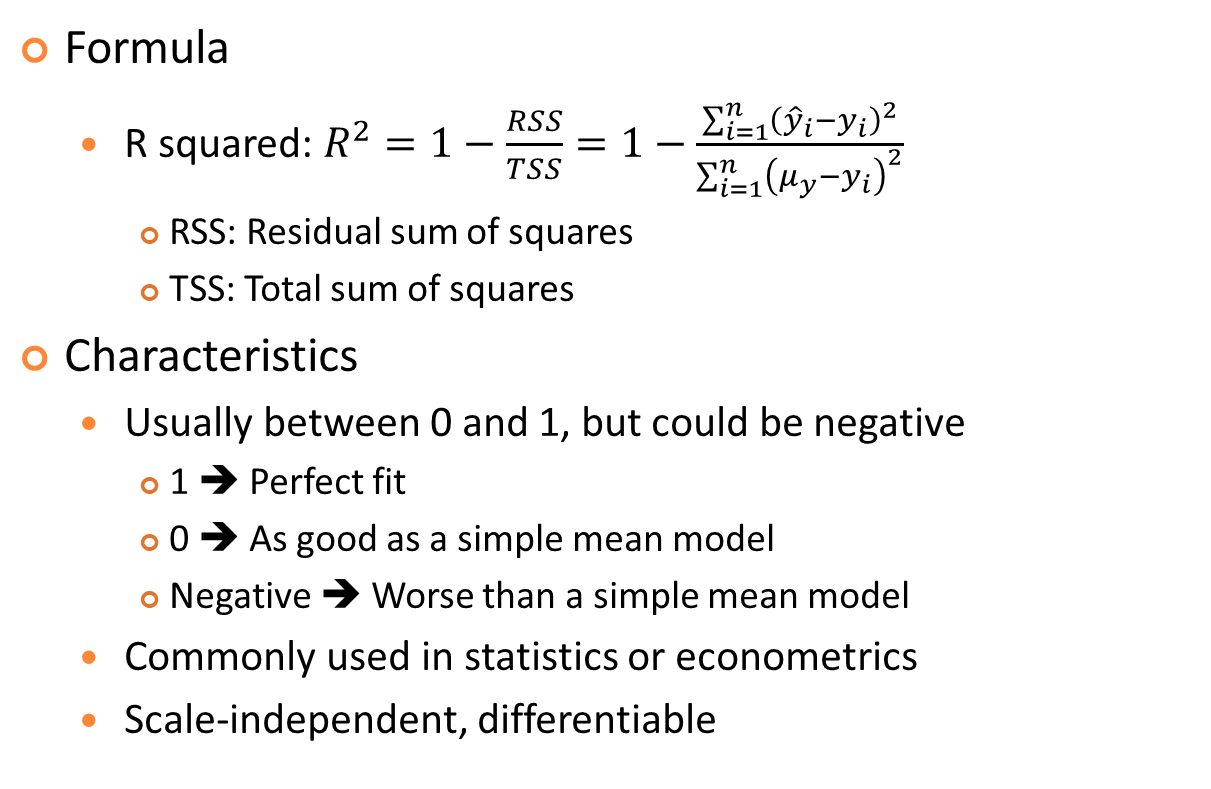 Formula
R squared: R² = 1 − RSS/TSS = 1 − ∑ⁿᵢ₌₁(ŷᵢ−yᵢ)² / ∑ⁿᵢ₌₁(μ_y−yᵢ)²
RSS: Residual sum of squares
TSS: Total sum of squares
Characteristics
Usually between 0 and 1, but could be negative
1 ➔ Perfect fit
0 ➔ As good as a simple mean model
Negative ➔ Worse than a simple mean model
Commonly used in statistics or econometrics
Scale-independent, differentiable